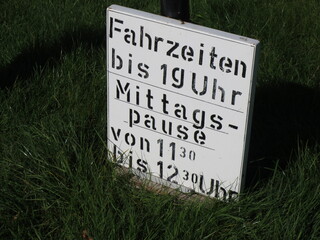 Fahrzeiten
bis 19 Uhr
Mittags-
pause
von 11 30
bis 12 30 Uhr